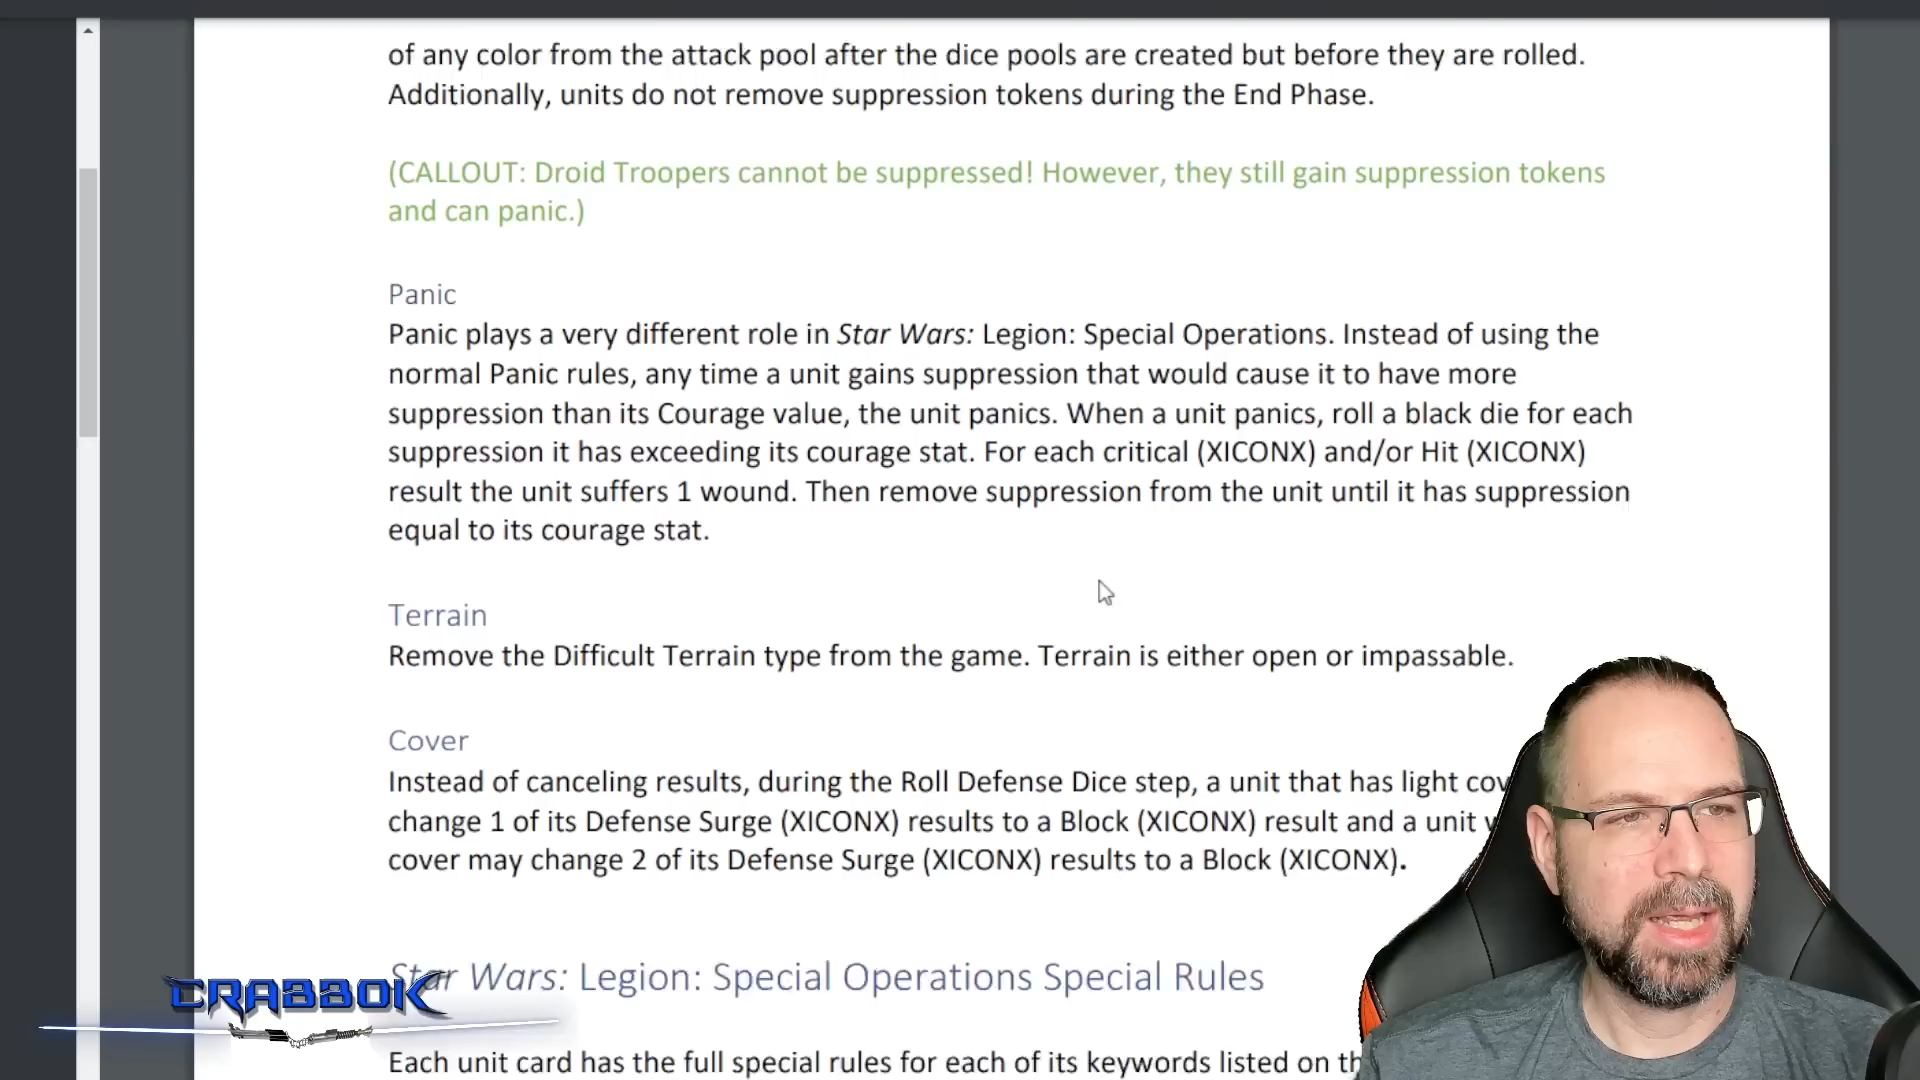 of any color from the attack pool after the dice pools are created but before they are rolled.
Additionally, units do not remove suppression tokens during the End Phase.
(CALLOUT: Droid Troopers cannot be suppressed! However, they still gain suppression tokens
and can panic.)
Panic
Panic plays a very different role in Star Wars: Legion: Special Operations. Instead of using the
normal Panic rules, any time a unit gains suppression that would cause it to have more
suppression than its Courage value, the unit panics. When a unit panics, roll a black die for each
suppression it has exceeding its courage stat. For each critical (XICONX) and/or Hit (XICONX)
result the unit suffers 1 wound. Then remove suppression from the unit until it has suppression
equal to its courage stat.
Terrain
Remove the Difficult Terrain type from the game. Terrain is either open or impassable.
Cover
Instead of canceling results, during the Roll Defense Dice step, a unit that has light
change 1 of its Defense Surge (XICONX) results to a Block (XICONX) result and a unit
cover may change 2 of its Defense Surge (XICONX) results to a Block (XICONX).
Star Wars: Legion: Special Operations Special Rules
CRABBOK
Each unit card has the full special rules for each of its keywords listed on